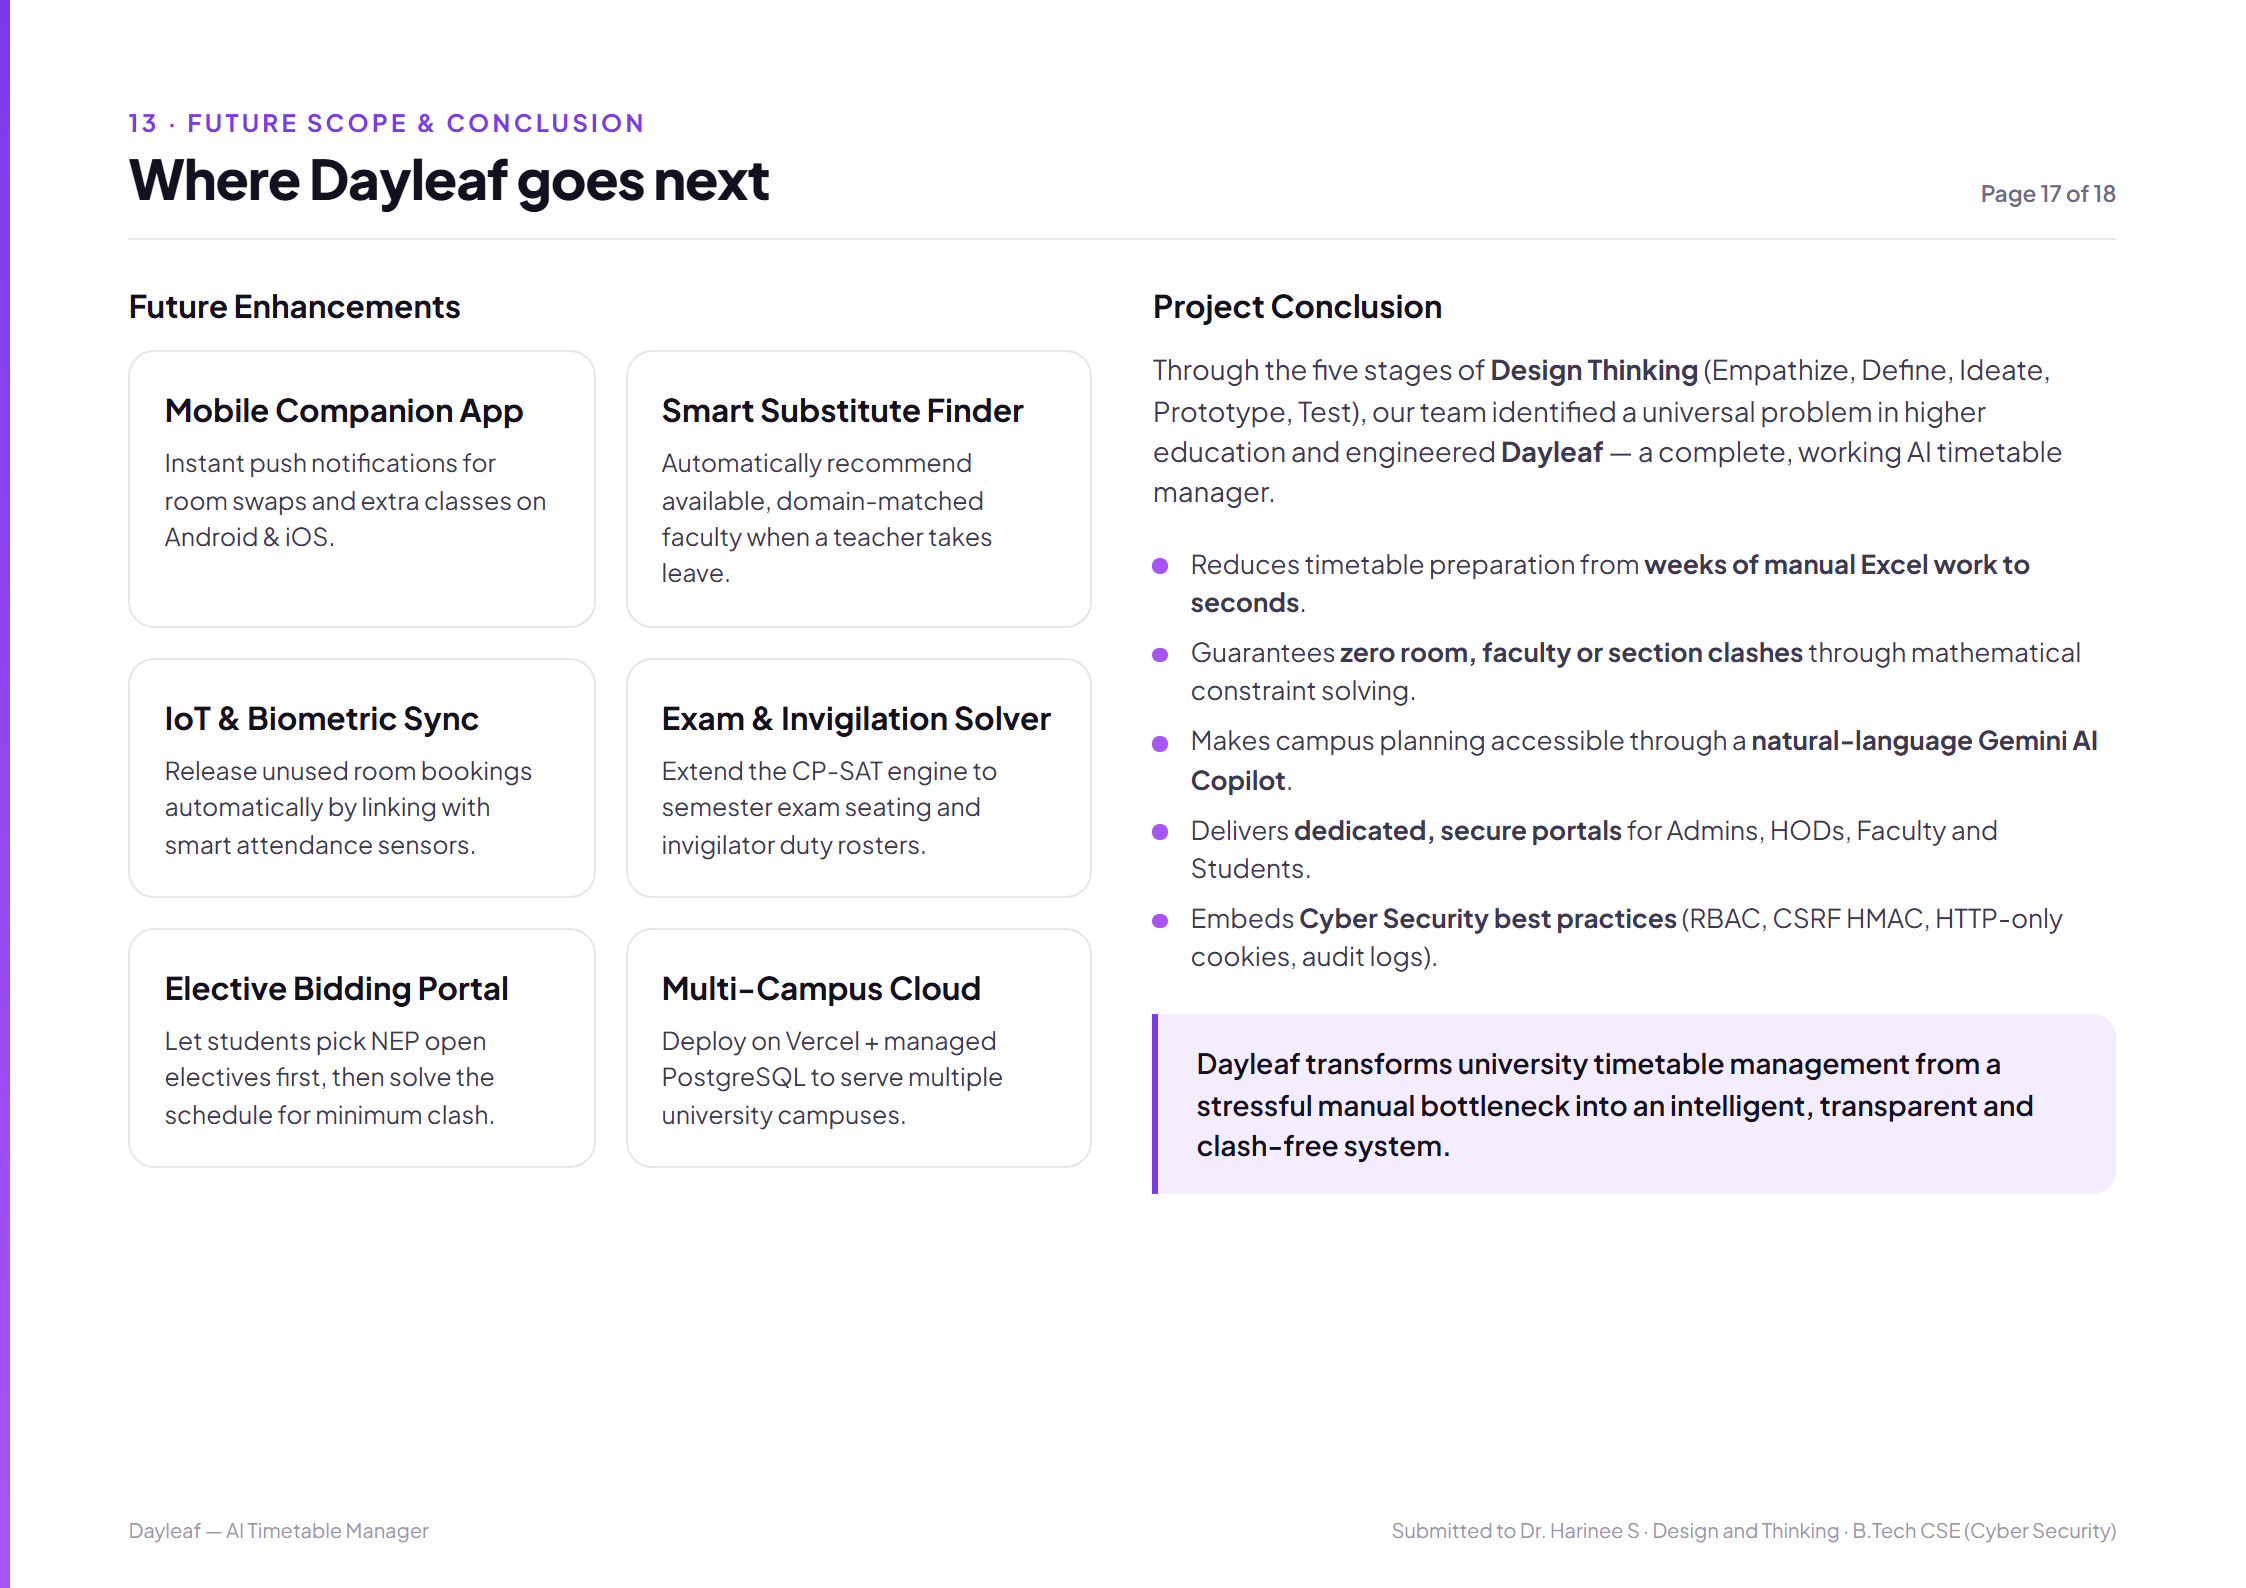 13 · FUTURE SCOPE & CONCLUSION
Where Dayleaf goes next
Page 17 of 18
Future Enhancements
Mobile Companion App
Instant push notifications for
room swaps and extra classes on
Android & iOS.
Smart Substitute Finder
Automatically recommend
available, domain-matched
faculty when a teacher takes
leave.
IoT & Biometric Sync
Release unused room bookings
automatically by linking with
smart attendance sensors.
Exam & Invigilation Solver
Extend the CP-SAT engine to
semester exam seating and
invigilator duty rosters.
Elective Bidding Portal
Let students pick NEP open
electives first, then solve the
schedule for minimum clash.
Multi-Campus Cloud
Deploy on Vercel + managed
PostgreSQL to serve multiple
university campuses.
Project Conclusion
Through the five stages of Design Thinking (Empathize, Define, Ideate,
Prototype, Test), our team identified a universal problem in higher
education and engineered Dayleaf — a complete, working AI timetable
manager.
Reduces timetable preparation from weeks of manual Excel work to
seconds.
Guarantees zero room, faculty or section clashes through mathematical
constraint solving.
Makes campus planning accessible through a natural-language Gemini AI
Copilot.
Delivers dedicated, secure portals for Admins, HODs, Faculty and
Students.
Embeds Cyber Security best practices (RBAC, CSRF HMAC, HTTP-only
cookies, audit logs).
Dayleaf transforms university timetable management from a
stressful manual bottleneck into an intelligent, transparent and
clash-free system.
Dayleaf — AI Timetable Manager
Submitted to Dr. Harinee S · Design and Thinking · B.Tech CSE (Cyber Security)